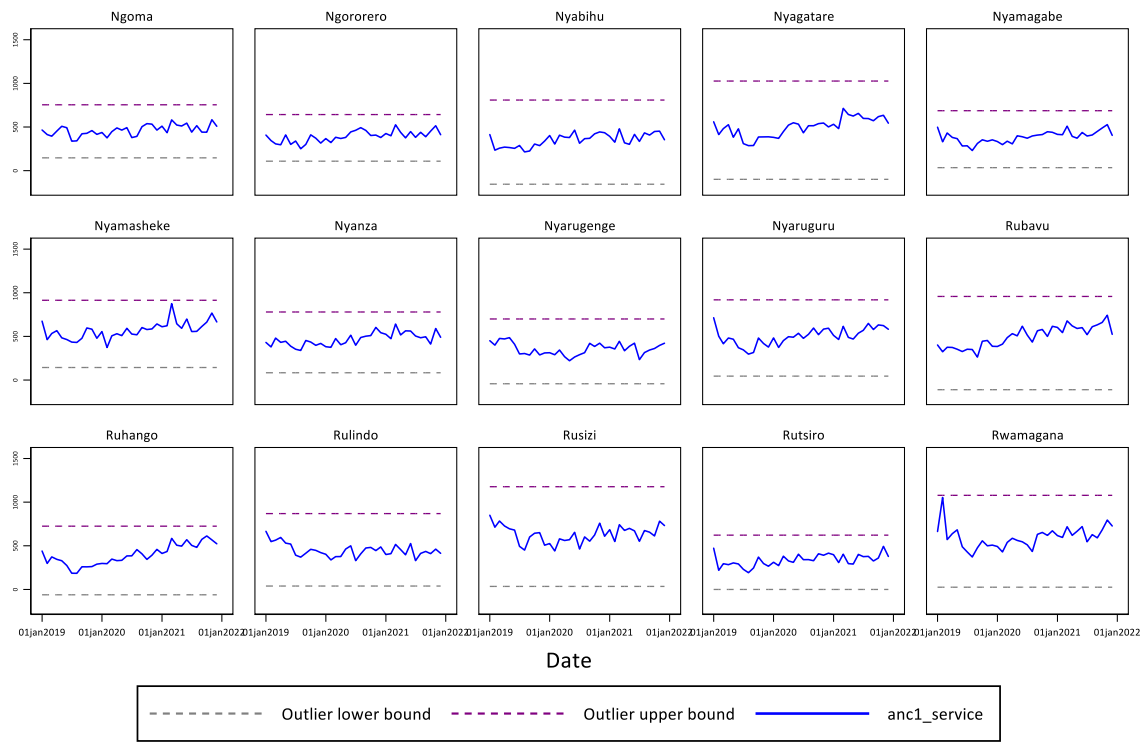 Ngoma Ngororero Nyabihu Nyagatare Nyamagabe
1500
1000
500
0
Nyamasheke Nyanza Nyarugenge Nyaruguru Rubavu
1500
1000
500
0
Ruhango Rulindo Rusizi Rutsiro Rwamagana
1500
1000
500
0
01jan2019 01jan2020 01jan2021 01jan2022 01jan2019 01jan2020 01jan2021 01jan2022 01jan2019 01jan2020 01jan2021 01jan2022 01jan2019 01jan2020 01jan2021 01jan2022 01jan2019 01jan2020 01jan2021 01jan2022
Date
Outlier lower bound Outlier upper bound anc1_service